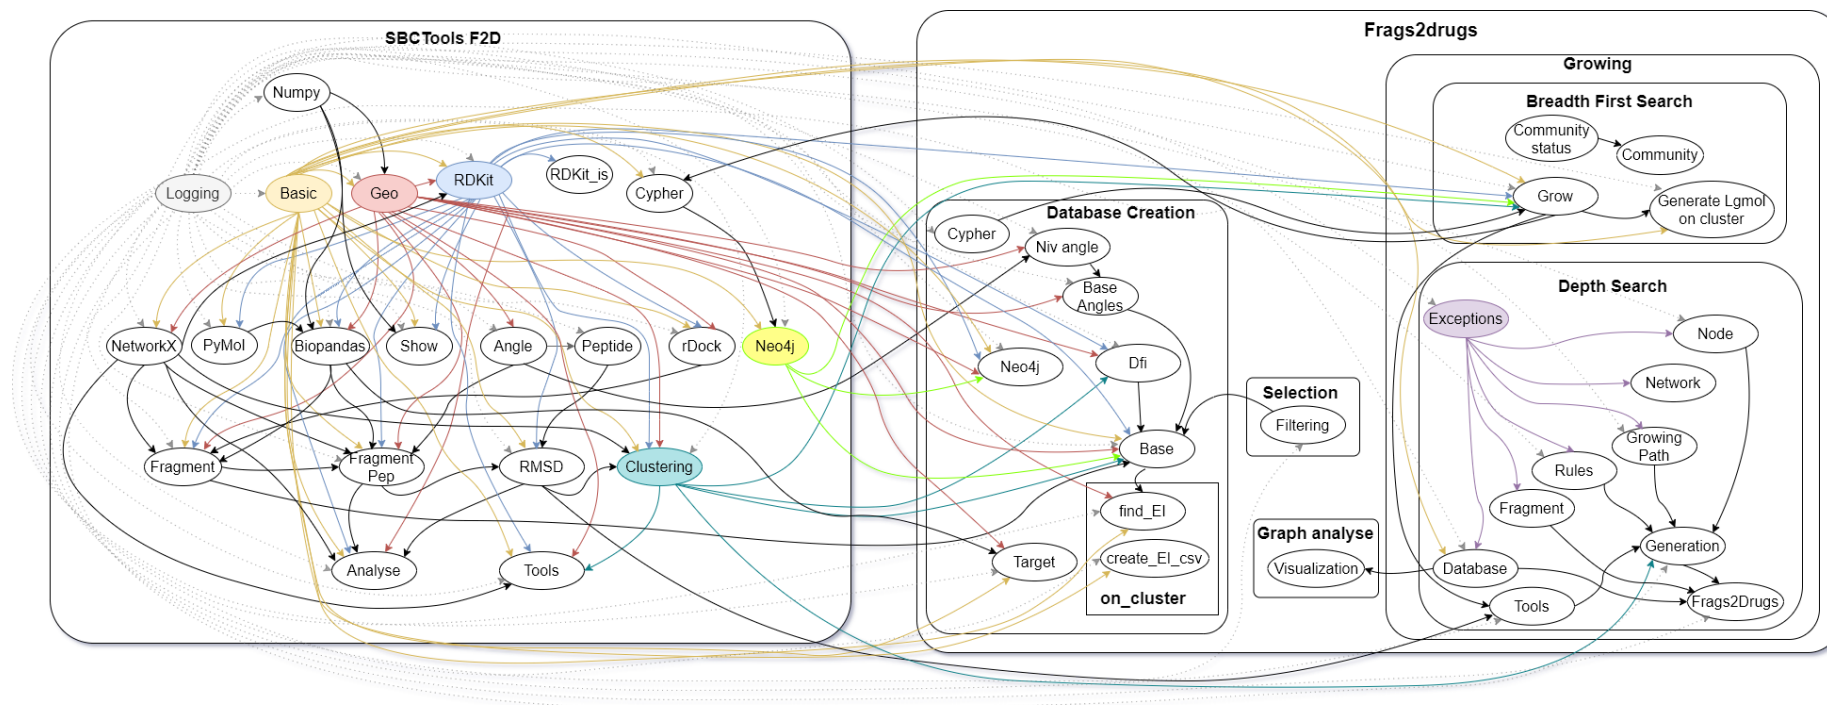 SBCTools F2D
Numpy
Logging
Basic
Geo
RDKit
RDKit_is
Cypher
NetworkX
PyMol
Biopandas
Show
Angle
Peptide
rDock
Neo4j
Fragment
Fragment
Pep
RMSD
Clustering
Analyse
Tools
Frags2drugs
Database Creation
Cypher
Niv angle
Base
Angles
Neo4j
Dfi
Base
find_EI
create_EI_csv
on_cluster
Target
Selection
Filtering
Graph analyse
Visualization
Growing
Breadth First Search
Community
status
Community
Grow
Generate Lgmol
on cluster
Depth Search
Exceptions
Node
Network
Growing
Path
Rules
Fragment
Generation
Database
Tools
Frags2Drugs